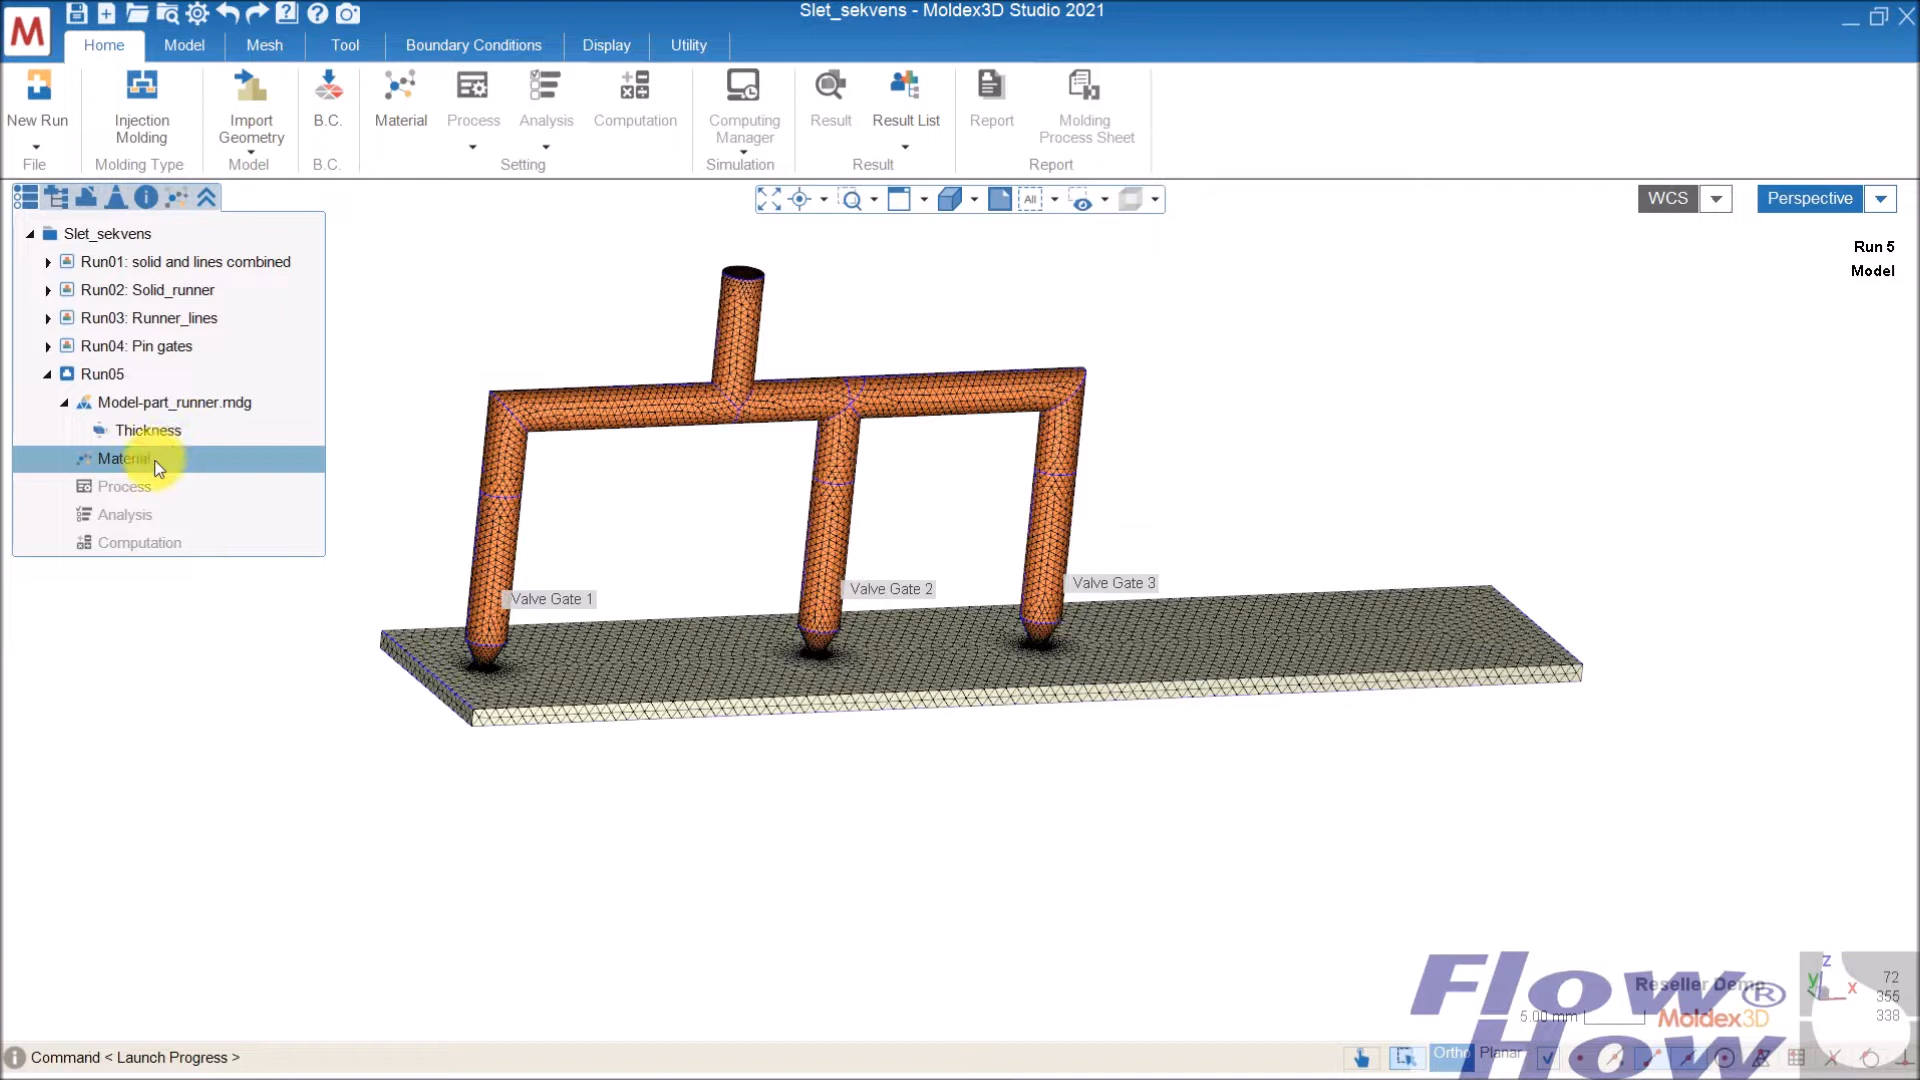 Slet_sekvens - Moldex3D Studio 2021
Home Model Mesh Tool Boundary Conditions Display Utility
New Run
Injection Molding
Import Geometry
B.C.
Material
Process
Analysis
Computation
Computing Manager
Result
Result List
Report
Molding Process Sheet
File Molding Type Model B.C. Setting Simulation Result Report
All
WCS
Perspective
Run 5
Model
Slet_sekvens
Run01: solid and lines combined
Run02: Solid_runner
Run03: Runner_lines
Run04: Pin gates
Run05
Model-part_runner.mdg
Thickness
Material
Process
Analysis
Computation
Valve Gate 1
Valve Gate 2
Valve Gate 3
Flow
How
®
Reseller Demo
Moldex3D
5.00 mm
Z
Y
X
72
355
338
Command < Launch Progress >
Ortho Planar